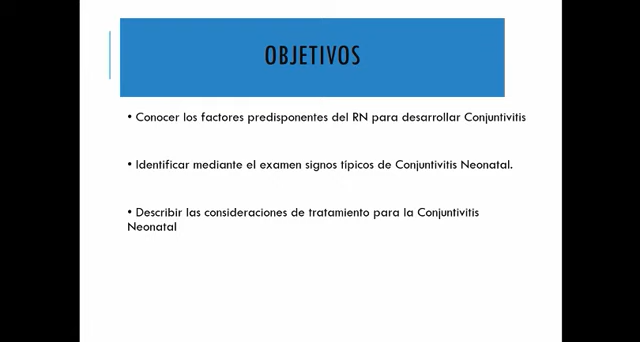 OBJETIVOS
• Conocer los factores predisponentes del RN para desarrollar Conjuntivitis
• Identificar mediante el examen signos típicos de Conjuntivitis Neonatal.
• Describir las consideraciones de tratamiento para la Conjuntivitis
Neonatal